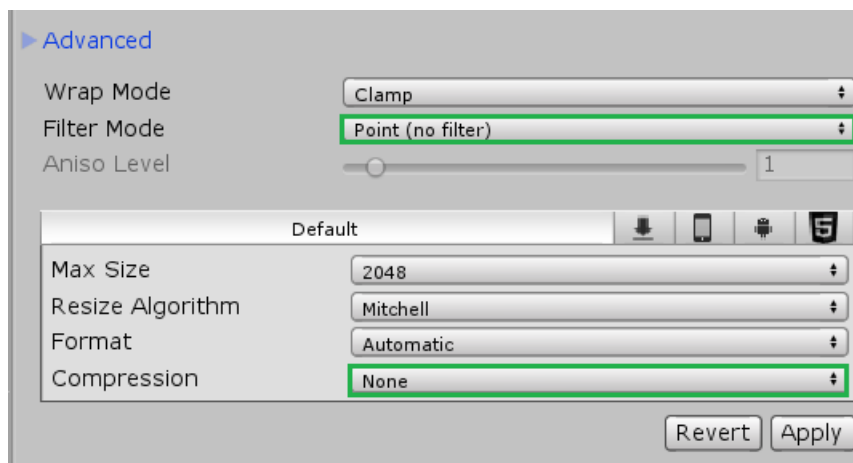 Advanced
Wrap Mode Clamp
Filter Mode Point (no filter)
Aniso Level 1
Default
Max Size 2048
Resize Algorithm Mitchell
Format Automatic
Compression None
Revert Apply